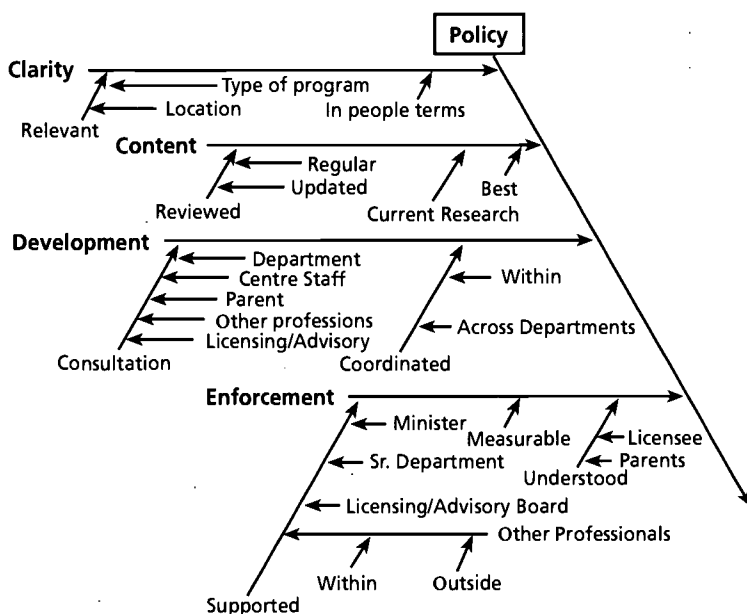 Policy
Clarity
Type of program
Location
In people terms
Relevant
Content
Regular
Updated
Best
Reviewed
Current Research
Development
Department
Centre Staff
Within
Parent
Other professions
Across Departments
Licensing/Advisory
Consultation
Coordinated
Enforcement
Minister
Measurable
Licensee
Sr. Department
Parents
Understood
Licensing/Advisory Board
Other Professionals
Within
Outside
Supported